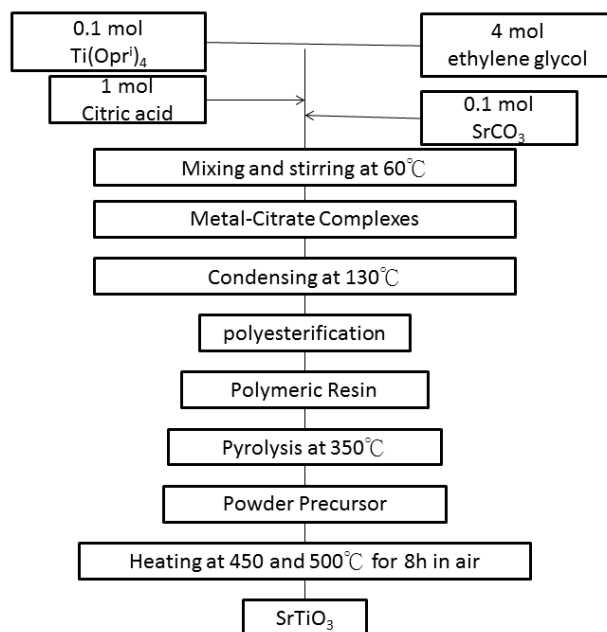 0.1 mol
Ti(Oprⁱ)₄
4 mol
ethylene glycol
1 mol
Citric acid
0.1 mol
SrCO₃
Mixing and stirring at 60℃
Metal-Citrate Complexes
Condensing at 130℃
polyesterification
Polymeric Resin
Pyrolysis at 350℃
Powder Precursor
Heating at 450 and 500℃ for 8h in air
SrTiO₃